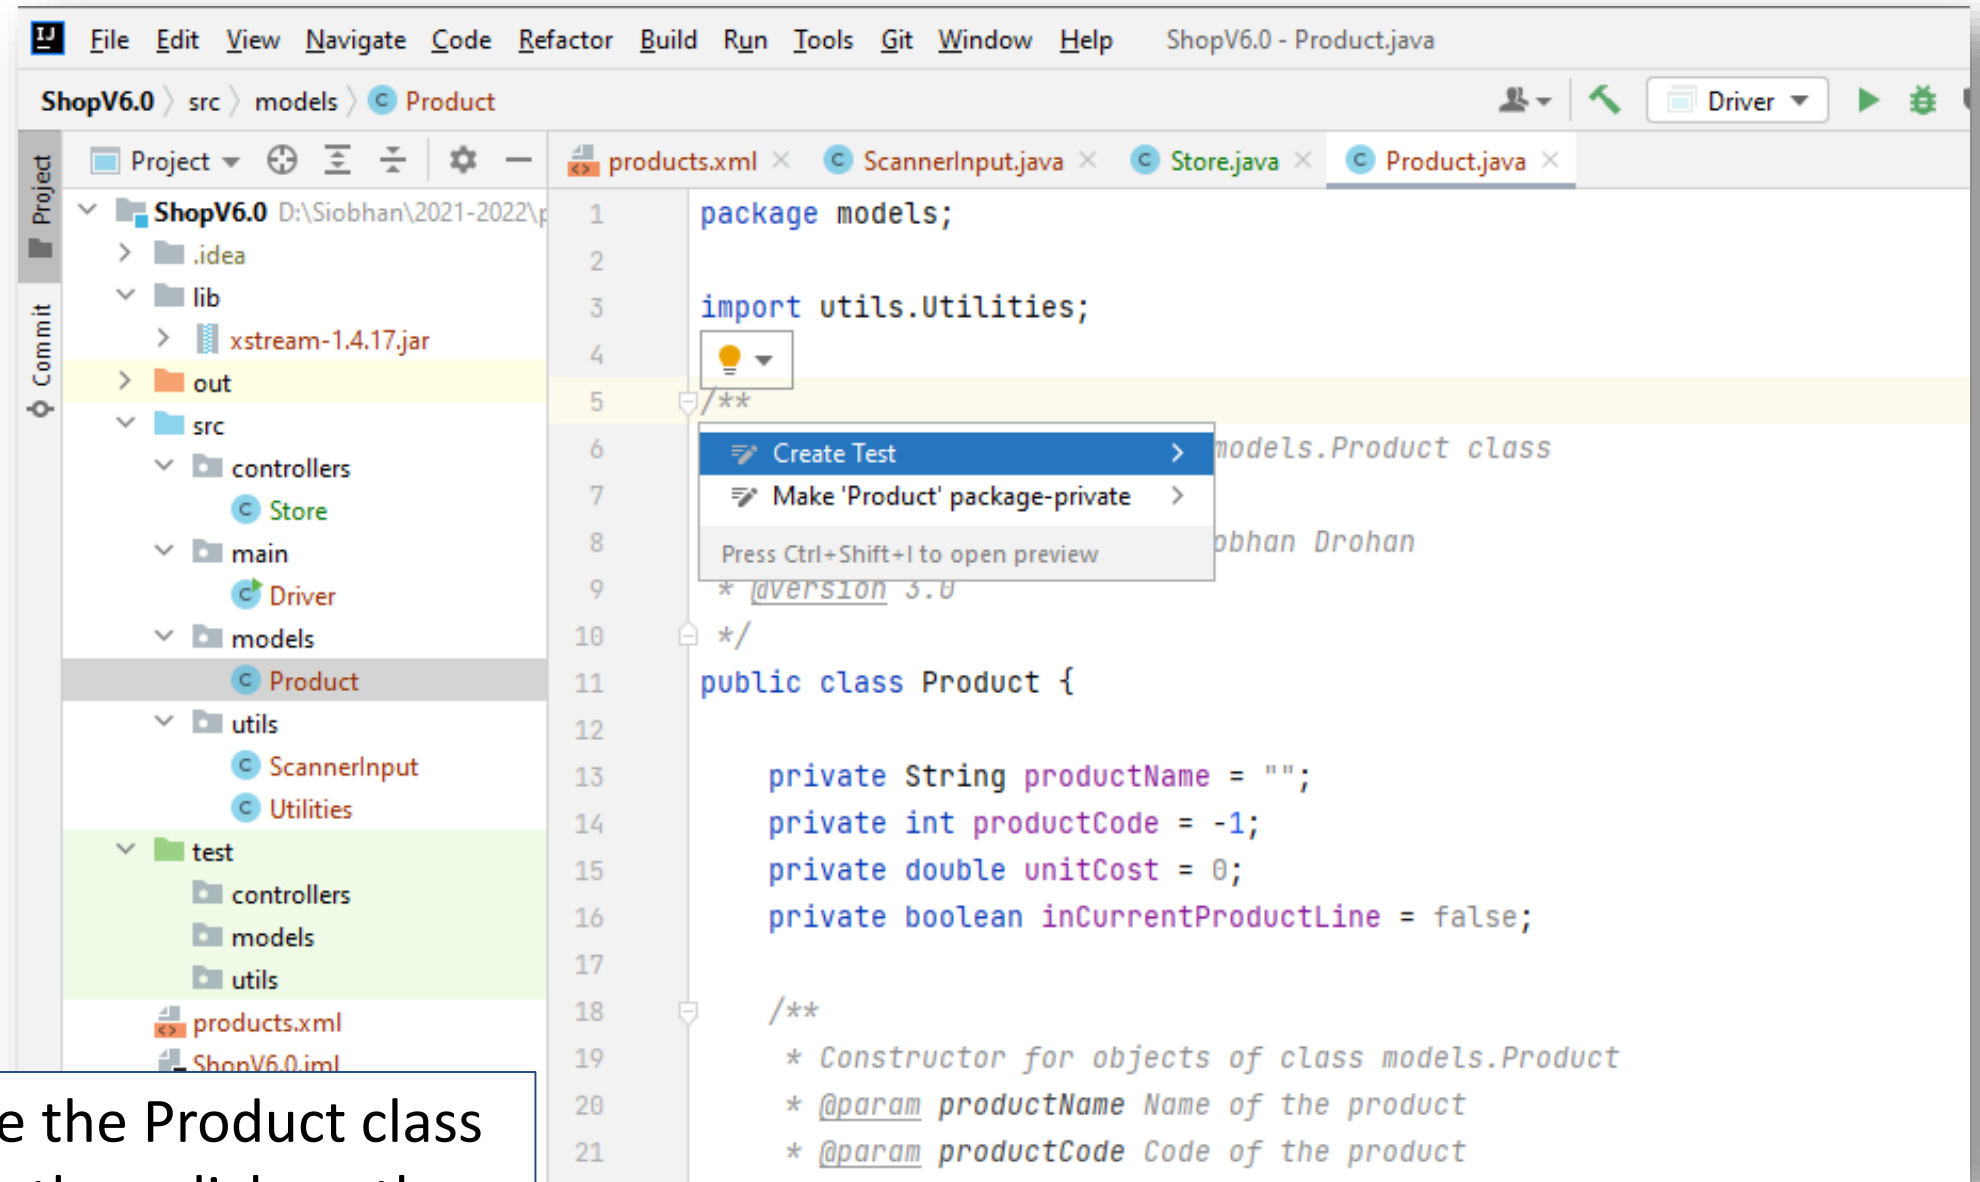 File Edit View Navigate Code Refactor Build Run Tools Git Window Help ShopV6.0 - Product.java
ShopV6.0 src models Product
Driver
Project
Commit
Project
ShopV6.0 D:\Siobhan\2021-2022\p
.idea
lib
xstream-1.4.17.jar
out
src
controllers
Store
main
Driver
models
Product
utils
ScannerInput
Utilities
test
controllers
models
utils
products.xml
ShopV6.0.iml
products.xml ScannerInput.java Store.java Product.java
1 package models;
2
3 import utils.Utilities;
4
5 /**
6 models.Product class
7
8 obhan Drohan
9 * @version 3.0
10 */
11 public class Product {
12
13 private String productName = "";
14 private int productCode = -1;
15 private double unitCost = 0;
16 private boolean inCurrentProductLine = false;
17
18 /**
19 * Constructor for objects of class models.Product
20 * @param productName Name of the product
21 * @param productCode Code of the product
Create Test
Make 'Product' package-private
Press Ctrl+Shift+I to open preview
e the Product class